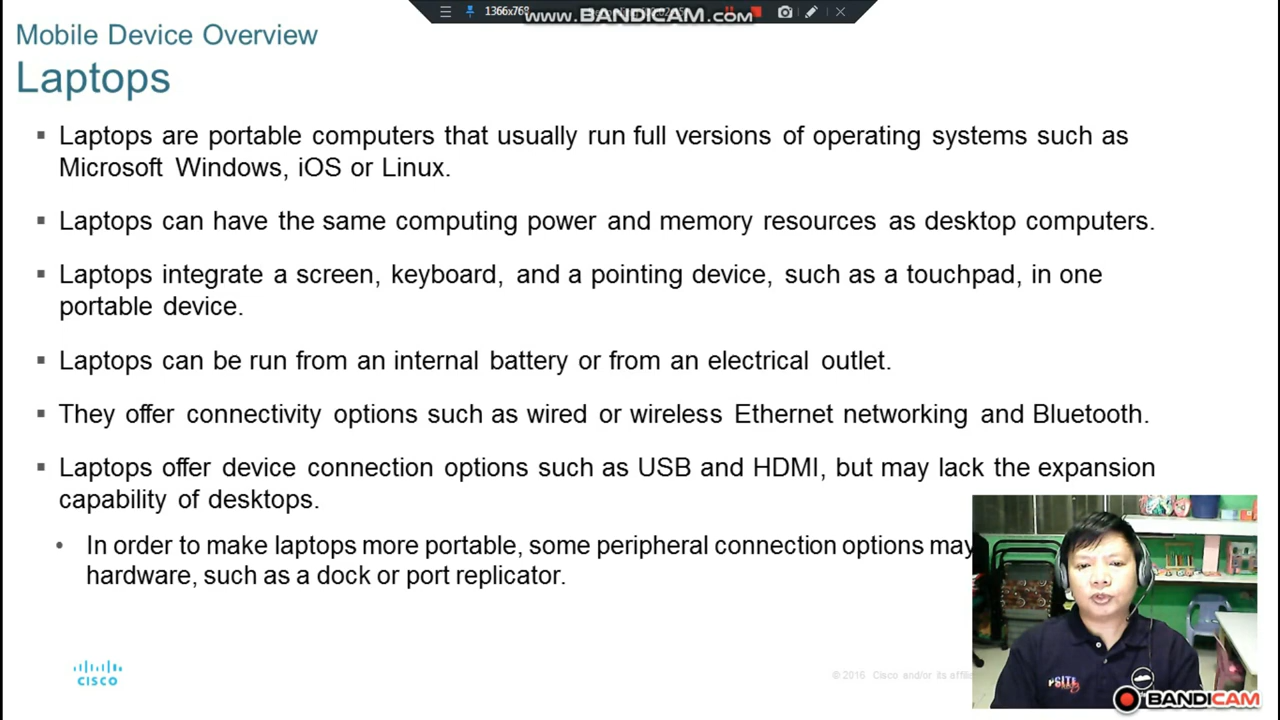 1366x768
www.BANDICAM.com
Mobile Device Overview
Laptops
▪ Laptops are portable computers that usually run full versions of operating systems such as
Microsoft Windows, iOS or Linux.
▪ Laptops can have the same computing power and memory resources as desktop computers.
▪ Laptops integrate a screen, keyboard, and a pointing device, such as a touchpad, in one
portable device.
▪ Laptops can be run from an internal battery or from an electrical outlet.
▪ They offer connectivity options such as wired or wireless Ethernet networking and Bluetooth.
▪ Laptops offer device connection options such as USB and HDMI, but may lack the expansion
capability of desktops.
• In order to make laptops more portable, some peripheral connection options may
hardware, such as a dock or port replicator.
CISCO
© 2016 Cisco and/or its
BANDICAM